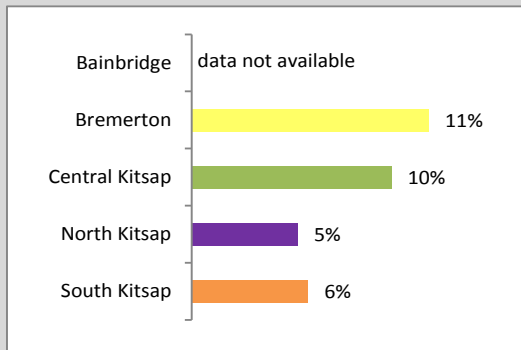 Bainbridge data not available
Bremerton 11%
Central Kitsap 10%
North Kitsap 5%
South Kitsap 6%